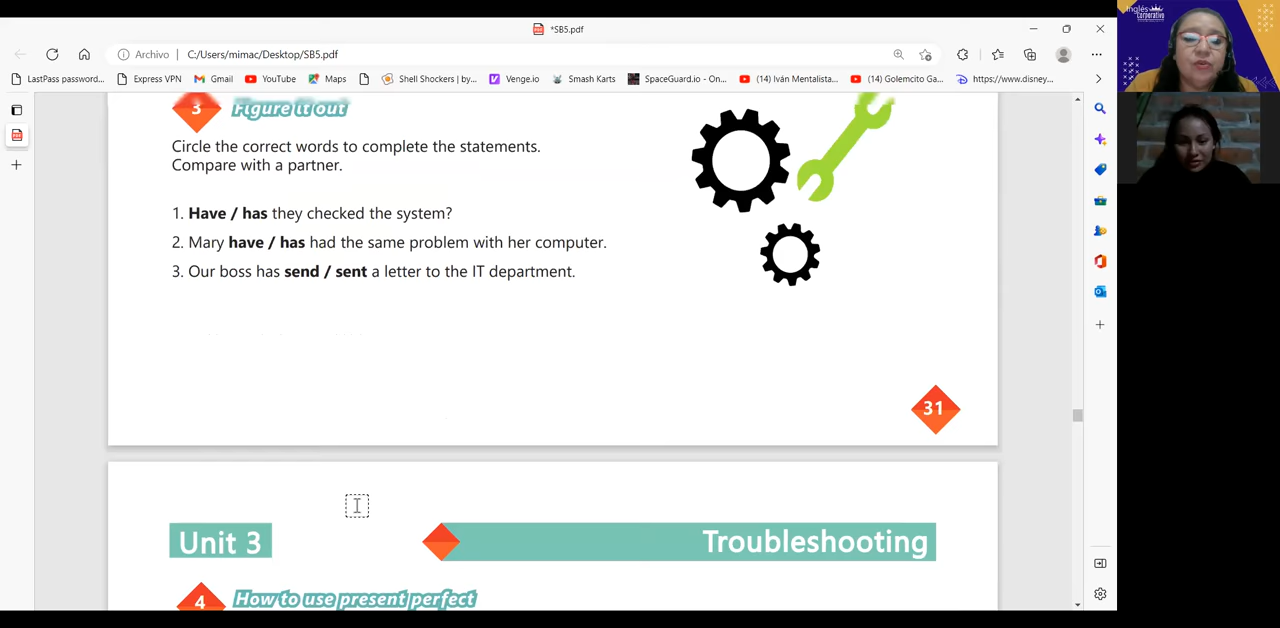 *SB5.pdf
Archivo | C:/Users/mimac/Desktop/SB5.pdf
LastPass password... Express VPN Gmail YouTube Maps Shell Shockers | by... Venge.io Smash Karts SpaceGuard.io - On... (14) Iván Mentalista... (14) Golemcito Ga... https://www.disney...
Inglés
Corporativo
3 Figure it out
Circle the correct words to complete the statements.
Compare with a partner.
1. Have / has they checked the system?
2. Mary have / has had the same problem with her computer.
3. Our boss has send / sent a letter to the IT department.
31
Unit 3 Troubleshooting
4 How to use present perfect